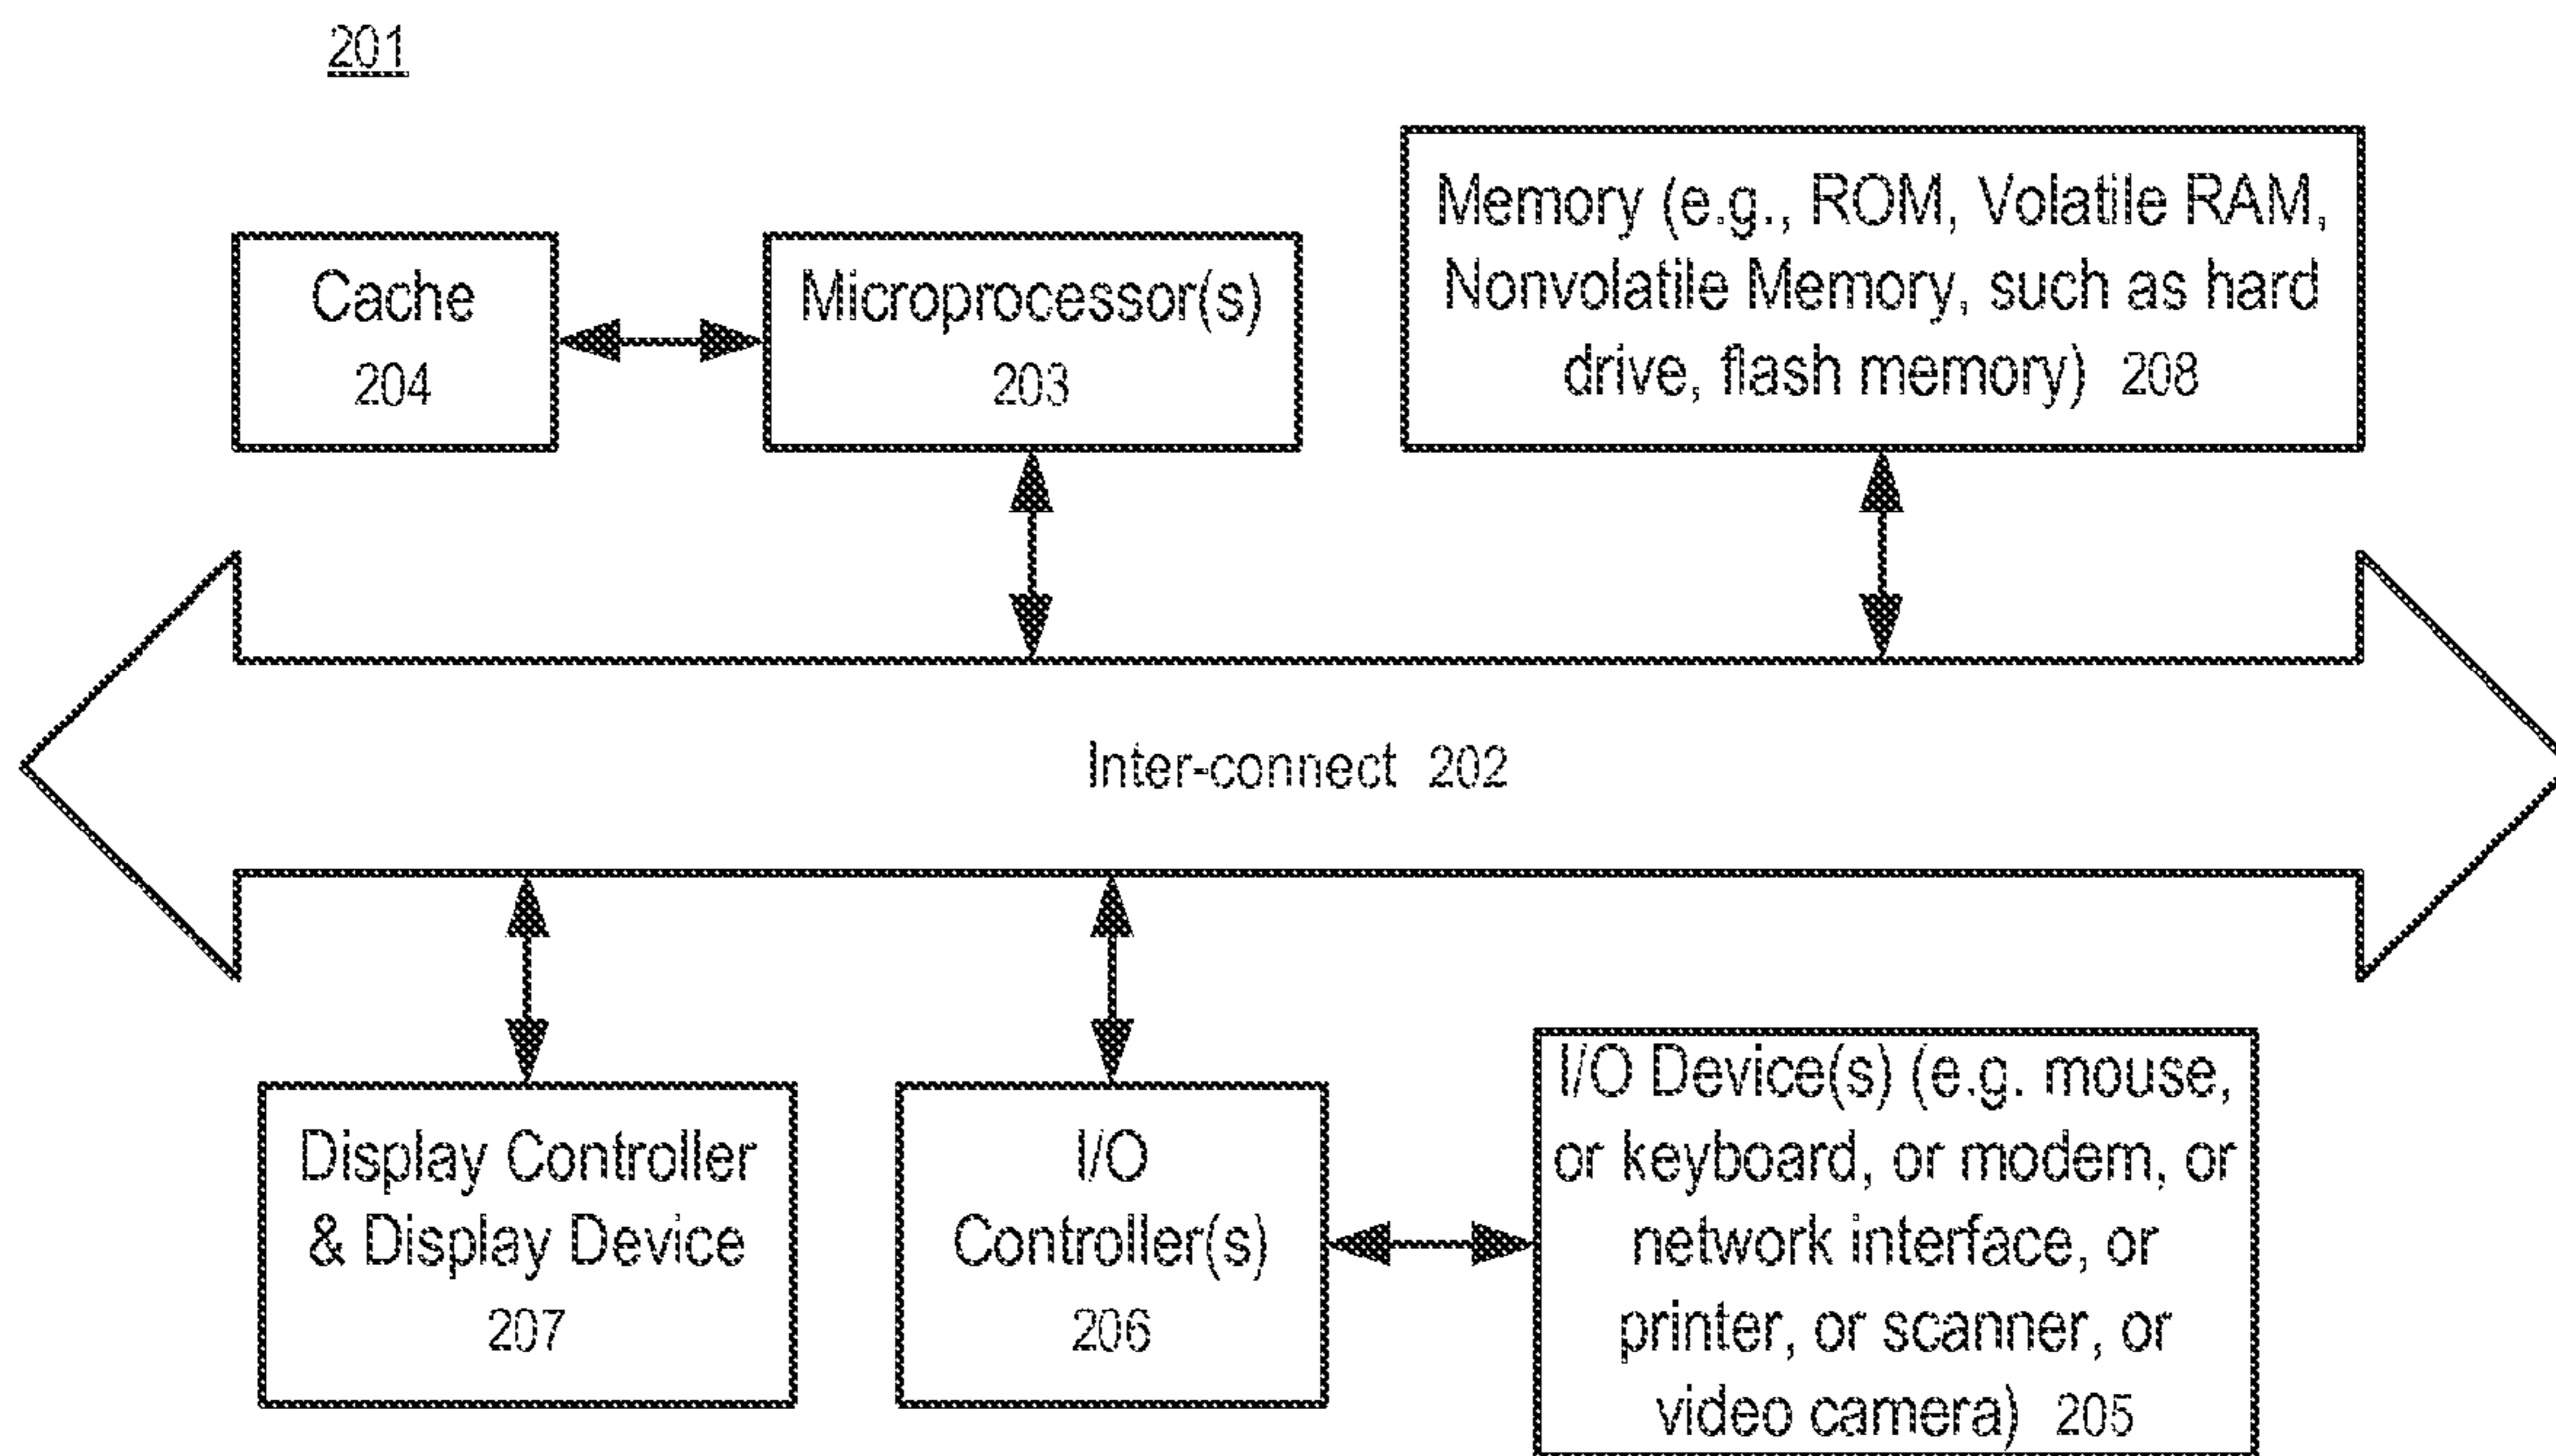 201
Cache
204
Microprocessor(s)
203
Memory (e.g., ROM, Volatile RAM,
Nonvolatile Memory, such as hard
drive, flash memory) 208
Inter-connect 202
Display Controller
& Display Device
207
I/O
Controller(s)
206
I/O Device(s) (e.g. mouse,
or keyboard, or modem, or
network interface, or
printer, or scanner, or
video camera) 205